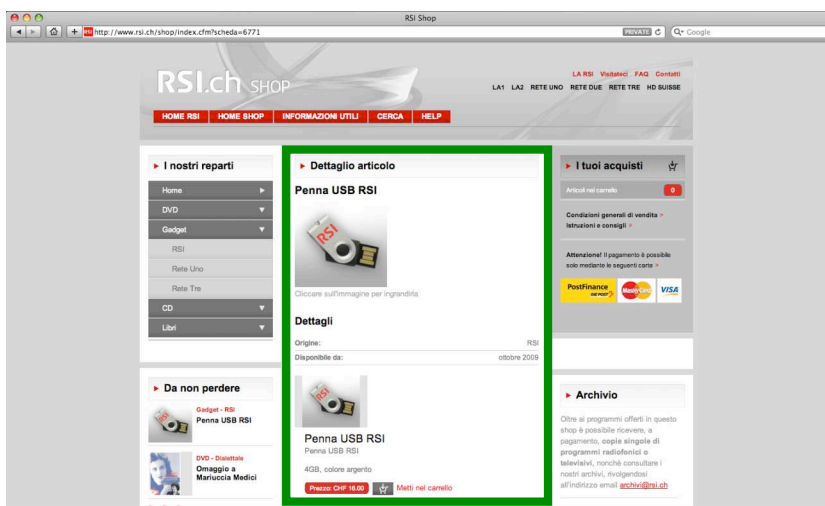 RSI Shop
http://www.rsi.ch/shop/index.cfm?scheda=6771
PRIVATE
Google
RSI.ch SHOP
LA RSI Visitateci FAQ Contatti
LA1 LA2 RETE UNO RETE DUE RETE TRE HD SUISSE
HOME RSI HOME SHOP INFORMAZIONI UTILI CERCA HELP
I nostri reparti
Home
DVD
Gadget
RSI
Rete Uno
Rete Tre
CD
Libri
Da non perdere
Gadget - RSI
Penna USB RSI
DVD - Dialettale
Omaggio a
Mariuccia Medici
Dettaglio articolo
Penna USB RSI
RSI
Cliccare sull'immagine per ingrandirla
Dettagli
Origine: RSI
Disponibile da: ottobre 2009
RSI
Penna USB RSI
Penna USB RSI
4GB, colore argento
Prezzo: CHF 16.00 Metti nel carrello
I tuoi acquisti
Articoli nel carrello 0
Condizioni generali di vendita >
Istruzioni e consigli >
Attenzione! Il pagamento è possibile
solo mediante le seguenti carte >
PostFinance
DIE POST
MasterCard
VISA
Archivio
Oltre ai programmi offerti in questo
shop è possibile ricevere, a
pagamento, copie singole di
programmi radiofonici o
televisivi, nonchè consultare i
nostri archivi, rivolgendosi
all'indirizzo email archivi@rsi.ch